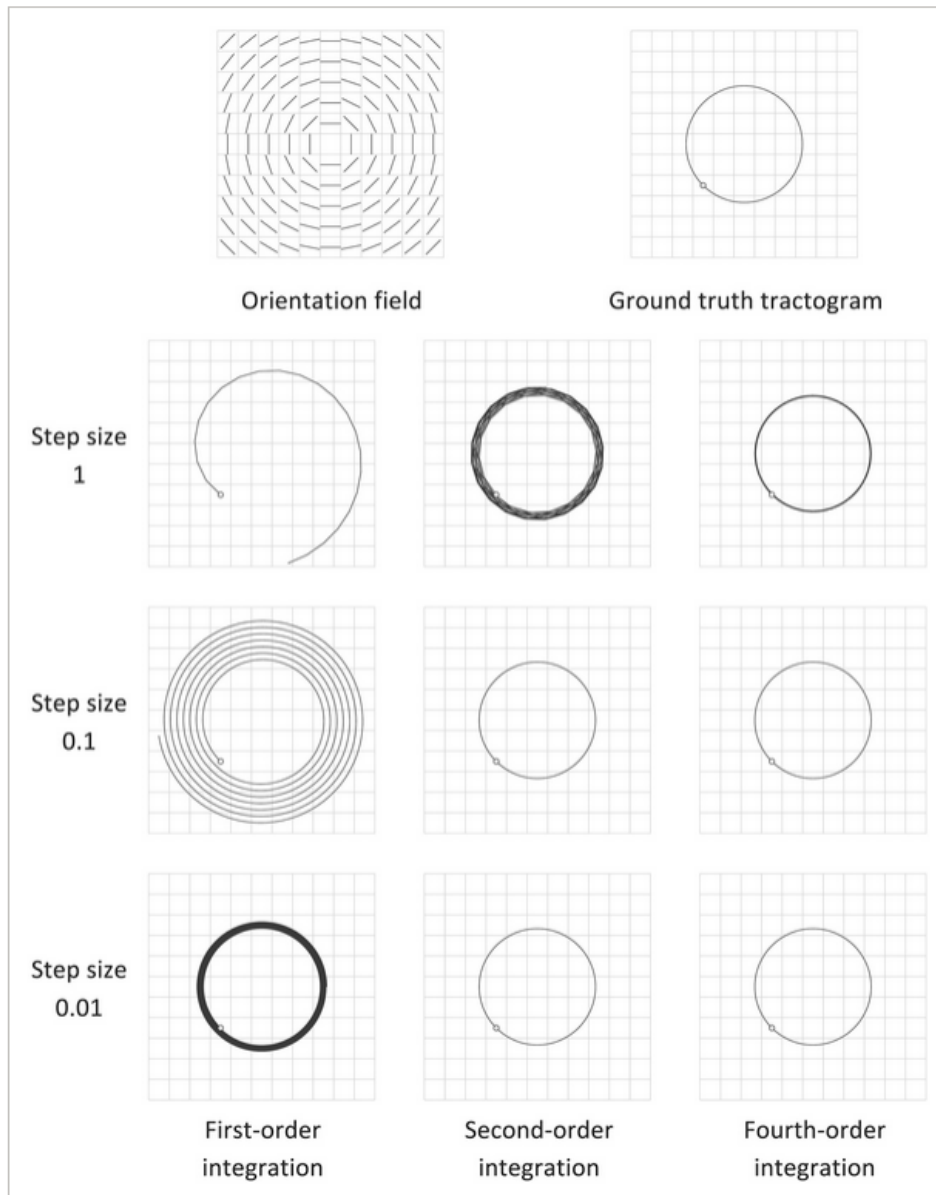 Orientation field
Ground truth tractogram
Step size
1
Step size
0.1
Step size
0.01
First-order
integration
Second-order
integration
Fourth-order
integration